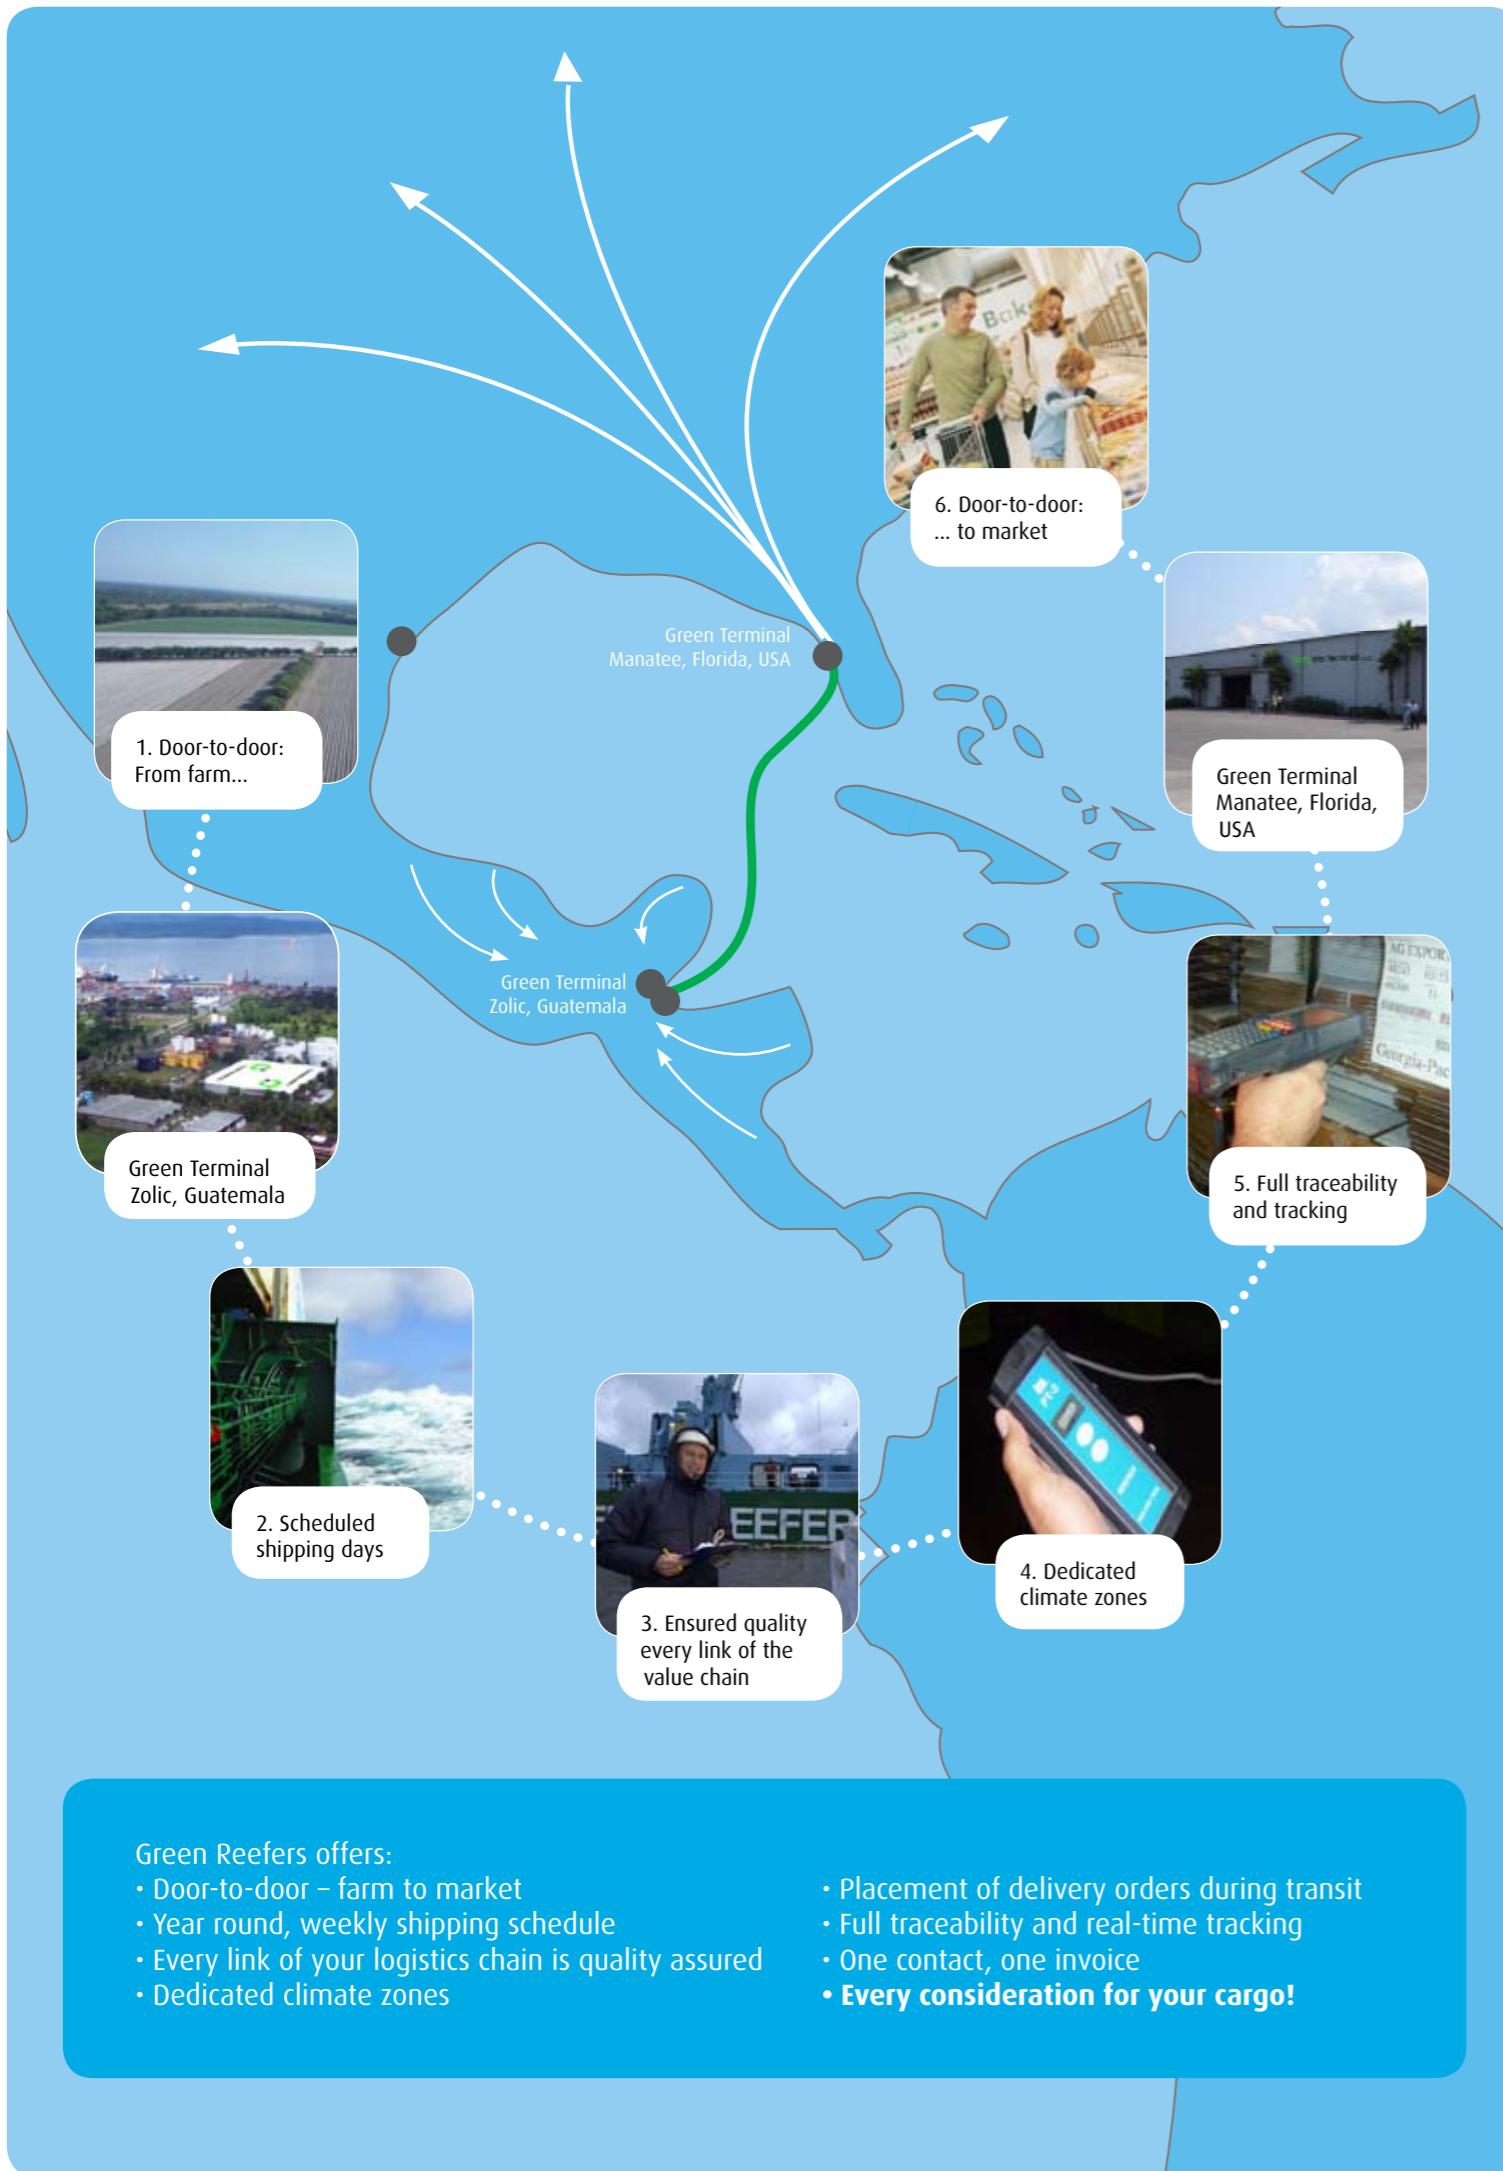 Bak
6. Door-to-door:
... to market
Green Terminal
Manatee, Florida, USA
1. Door-to-door:
From farm...
Green Terminal
Manatee, Florida,
USA
Green Terminal
Zolic, Guatemala
AG EXPOR
Georgia-Pac
Green Terminal
Zolic, Guatemala
5. Full traceability
and tracking
EEFER
2. Scheduled
shipping days
4. Dedicated
climate zones
3. Ensured quality
every link of the
value chain
Green Reefers offers:
• Door-to-door – farm to market
• Year round, weekly shipping schedule
• Every link of your logistics chain is quality assured
• Dedicated climate zones
• Placement of delivery orders during transit
• Full traceability and real-time tracking
• One contact, one invoice
• Every consideration for your cargo!